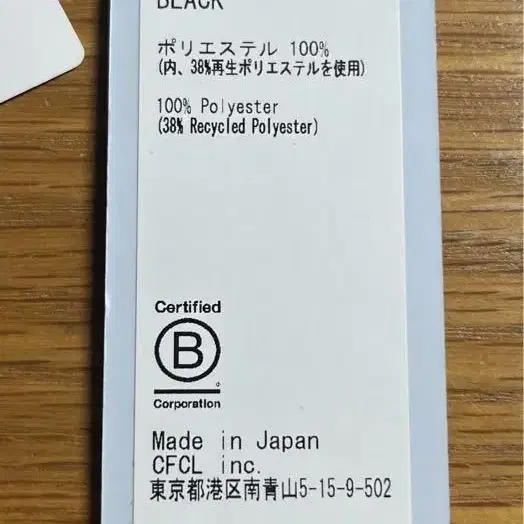 BLACK
ポリエステル 100%
(内、38%再生ポリエステルを使用)
100% Polyester
(38% Recycled Polyester)
Certified
B
Corporation
Made in Japan
CFCL inc.
東京都港区南青山5-15-9-502